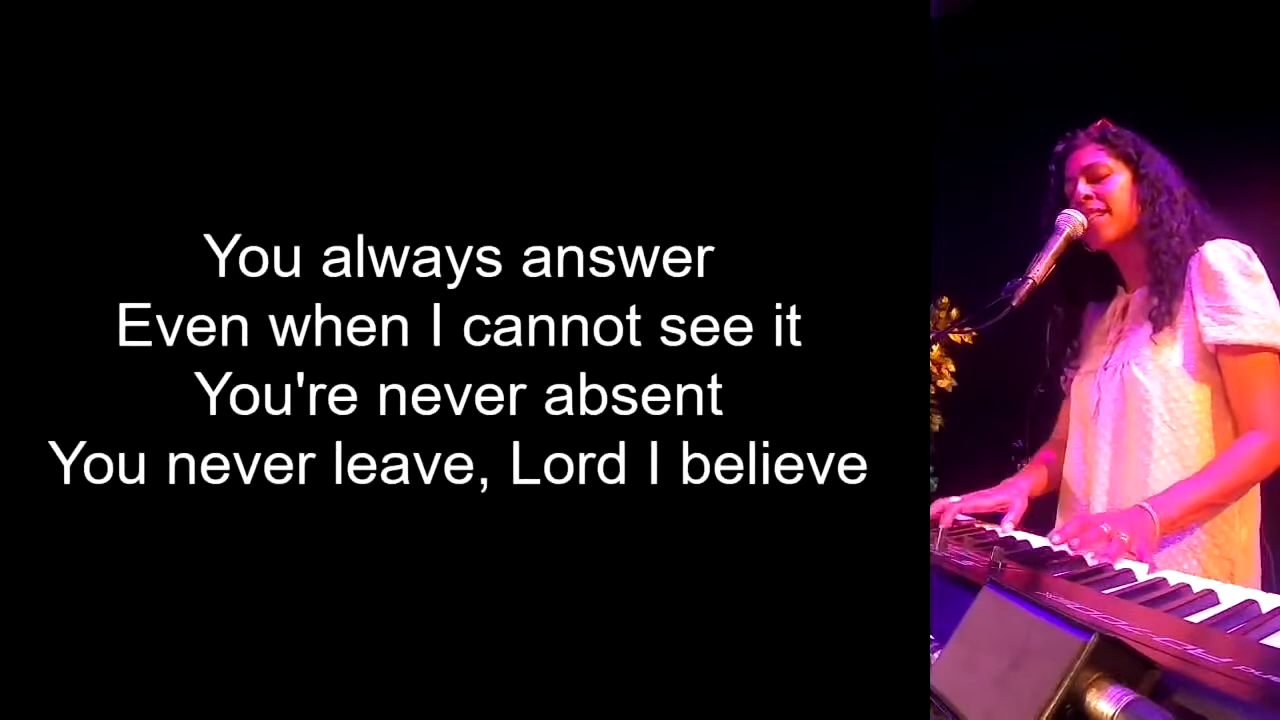 You always answer
Even when I cannot see it
You're never absent
You never leave, Lord I believe